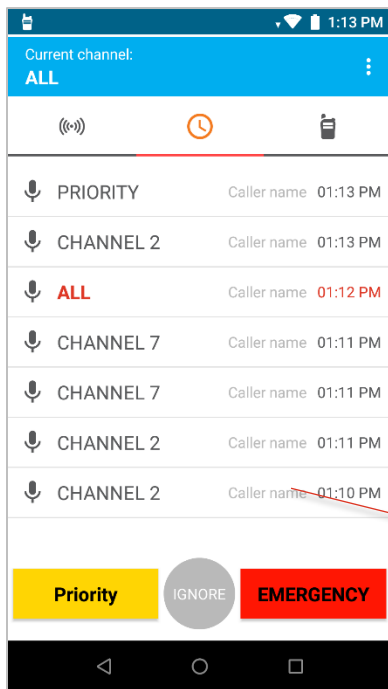 1:13 PM
Current channel:
ALL
PRIORITY Caller name 01:13 PM
CHANNEL 2 Caller name 01:13 PM
ALL Caller name 01:12 PM
CHANNEL 7 Caller name 01:11 PM
CHANNEL 7 Caller name 01:11 PM
CHANNEL 2 Caller name 01:11 PM
CHANNEL 2 Caller name 01:10 PM
Priority IGNORE EMERGENCY